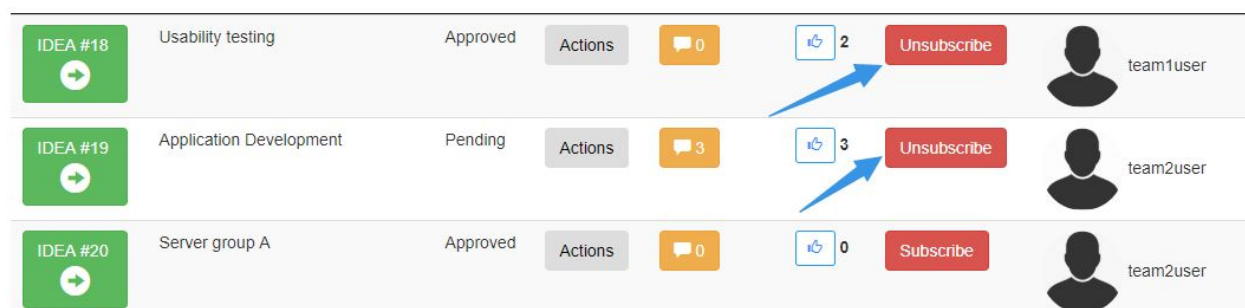 IDEA #18 Usability testing Approved Actions 0 2 Unsubscribe team1user
IDEA #19 Application Development Pending Actions 3 3 Unsubscribe team2user
IDEA #20 Server group A Approved Actions 0 0 Subscribe team2user